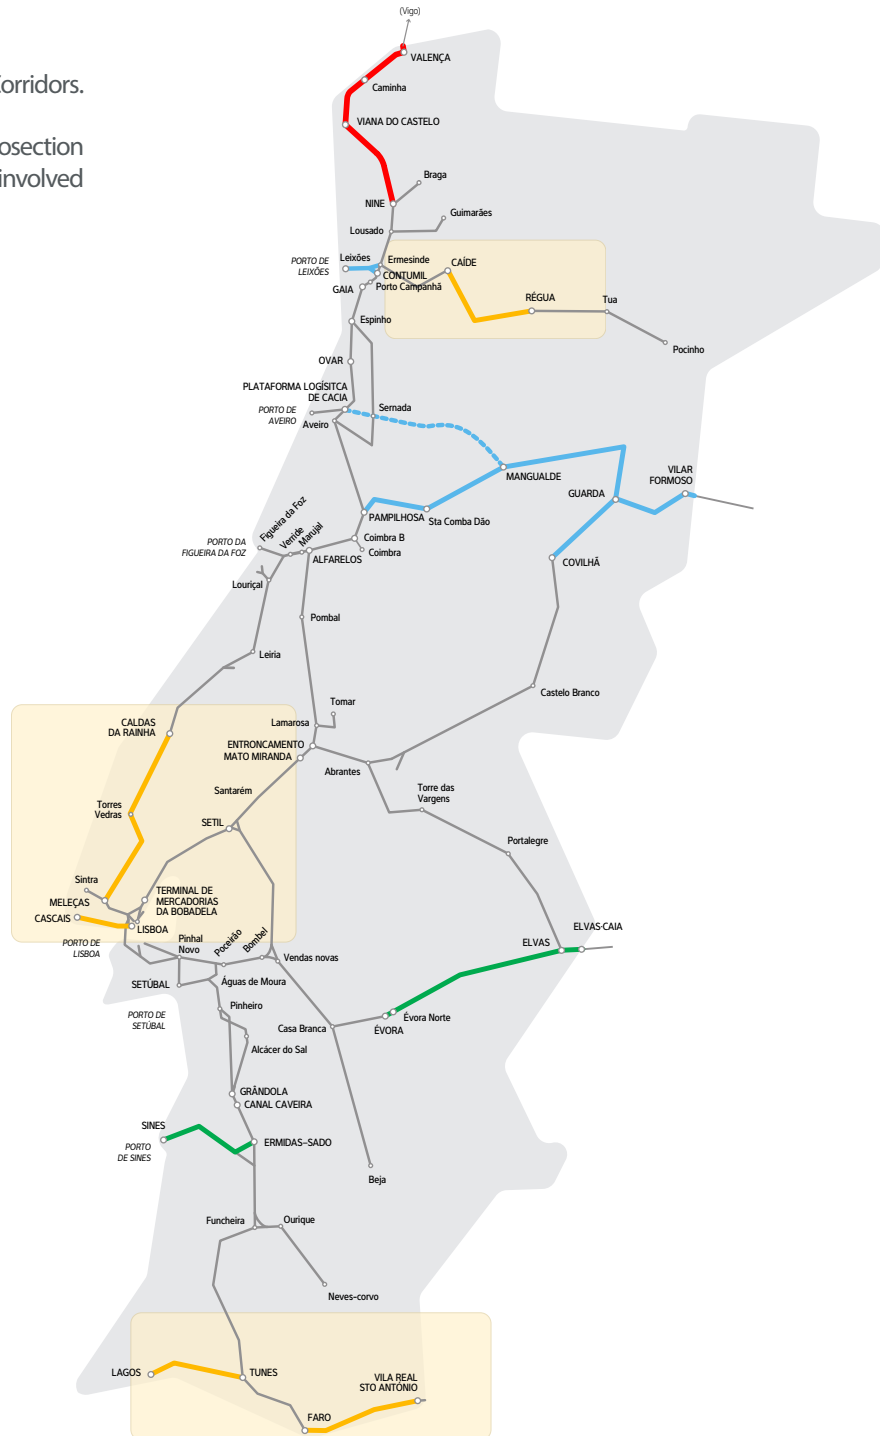 (Vigo)
VALENÇA
Corridors.
Caminha
VIANA DO CASTELO
osection
involved
Braga
NINE
Guimarães
Lousado
PORTO DE
LEIXÕES
Leixões
Ermesinde
CAÍDE
CONTUMIL
Porto Campanhã
GAIA
RÉGUA
Tua
Espinho
Pocinho
OVAR
PLATAFORMA LOGÍSITCA
DE CACIA
PORTO DE
AVEIRO
Sernada
Aveiro
MANGUALDE
VILAR
FORMOSO
GUARDA
PAMPILHOSA
Sta Comba Dão
Figueira da Foz
Verride
Marujal
PORTO DA
FIGUEIRA DA FOZ
Coimbra B
Coimbra
ALFARELOS
COVILHÃ
Louriçal
Pombal
Leiria
Castelo Branco
Tomar
CALDAS
DA RAINHA
Lamarosa
ENTRONCAMENTO
MATO MIRANDA
Abrantes
Santarém
Torre das
Vargens
Torres
Vedras
SETIL
Portalegre
Sintra
MELEÇAS
TERMINAL DE
MERCADORIAS
DA BOBADELA
CASCAIS
LISBOA
ELVAS-CAIA
PORTO DE
LISBOA
Pinhal
Novo
Poceirão
Bombel
ELVAS
Vendas novas
SETÚBAL
Águas de Moura
Pinheiro
PORTO DE
SETÚBAL
Casa Branca
Évora Norte
ÉVORA
Alcácer do Sal
GRÂNDOLA
CANAL CAVEIRA
SINES
PORTO
DE SINES
ERMIDAS-SADO
Beja
Funcheira
Ourique
Neves-corvo
LAGOS
TUNES
VILA REAL
STO ANTÓNIO
FARO